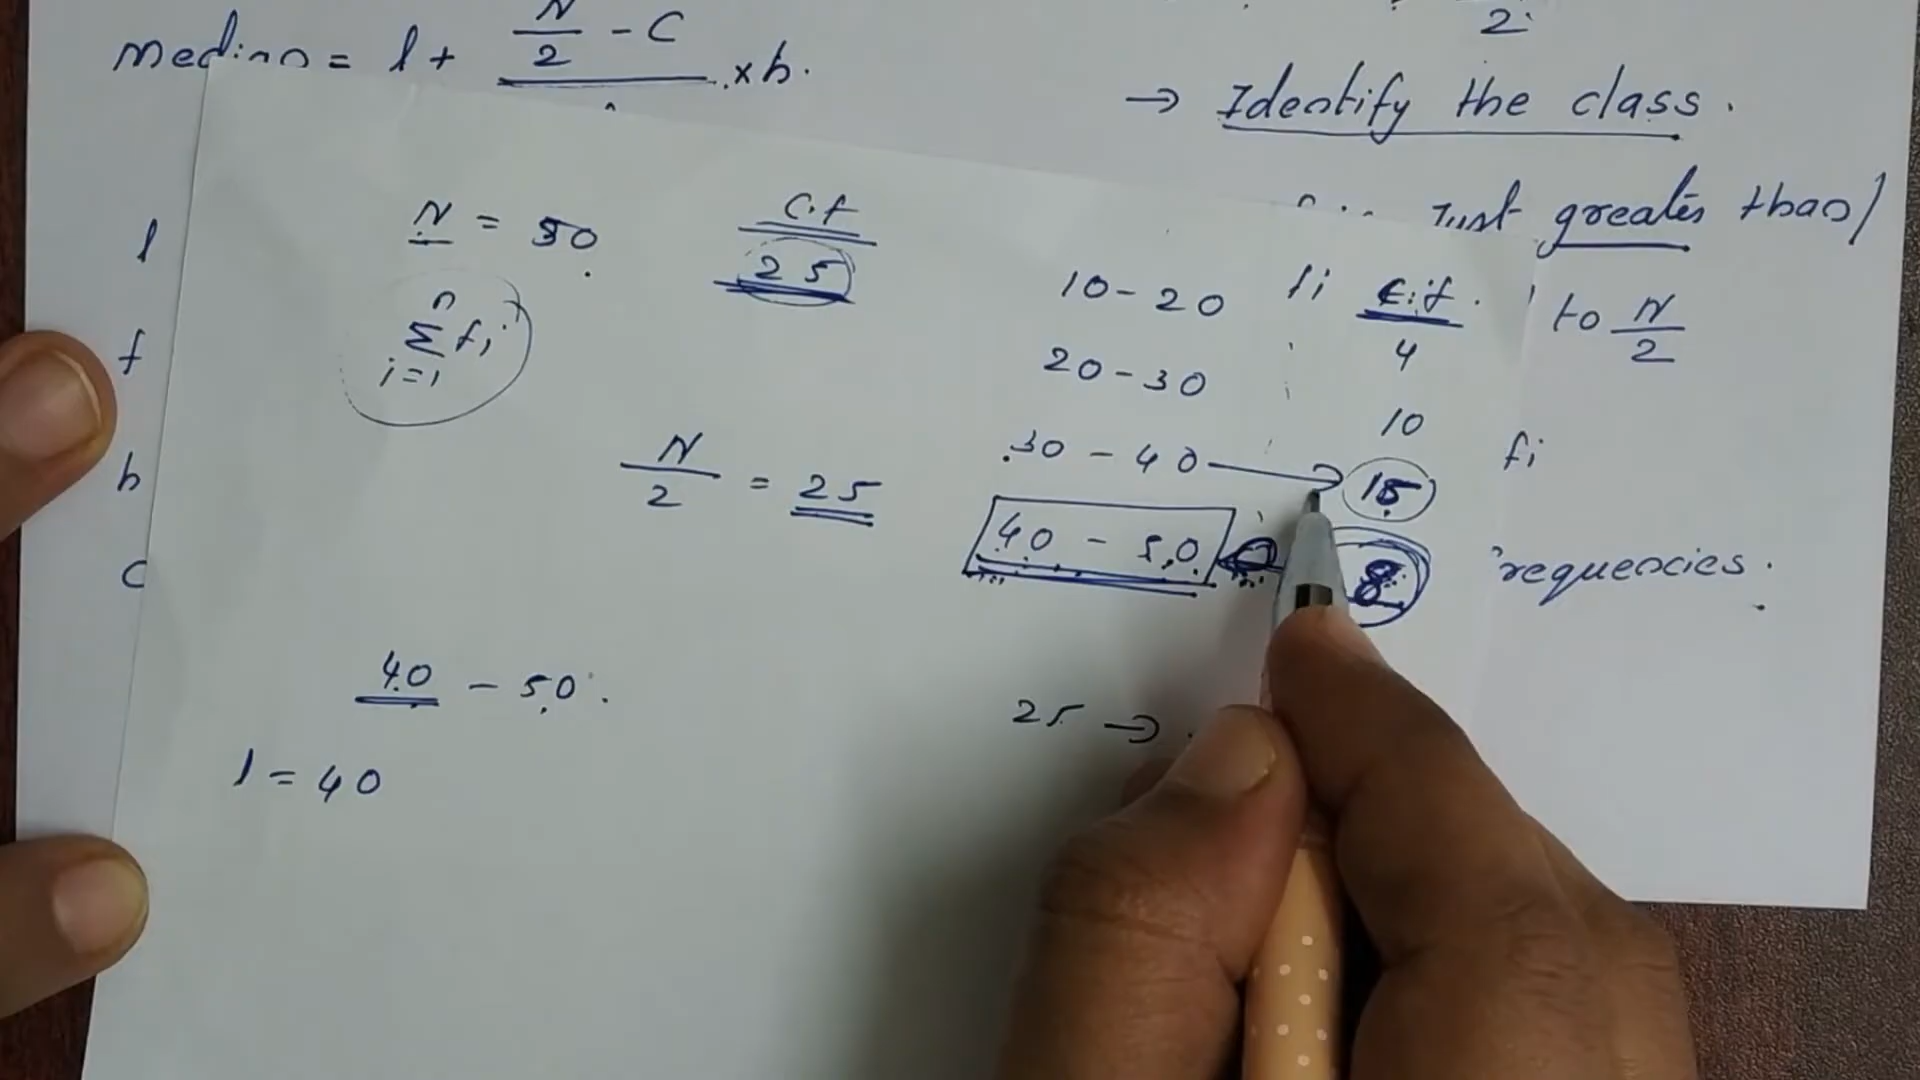 Median = l + N/2 - C × h.
2
→ Identify the class.
Just greater than/
to N/2
l
f
h
C
N = 50
n
Σ fi
i=1
C.f
25
N/2 = 25
10-20 fi C.f.
4
20-30
10
30 - 40 → 15
40 - 50 8
fi
requencies.
40 - 50.
l = 40
25 →